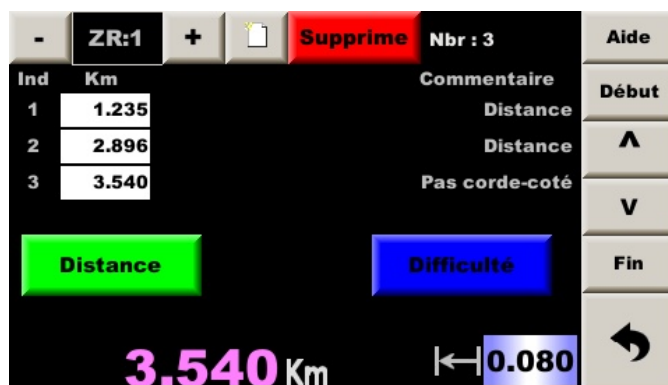 - ZR:1 + Supprime Nbr : 3 Aide
Ind Km Commentaire
Début
1 1.235 Distance
2 2.896 Distance
Λ
3 3.540 Pas corde-coté
V
Distance Difficulté Fin
3.540 Km 0.080